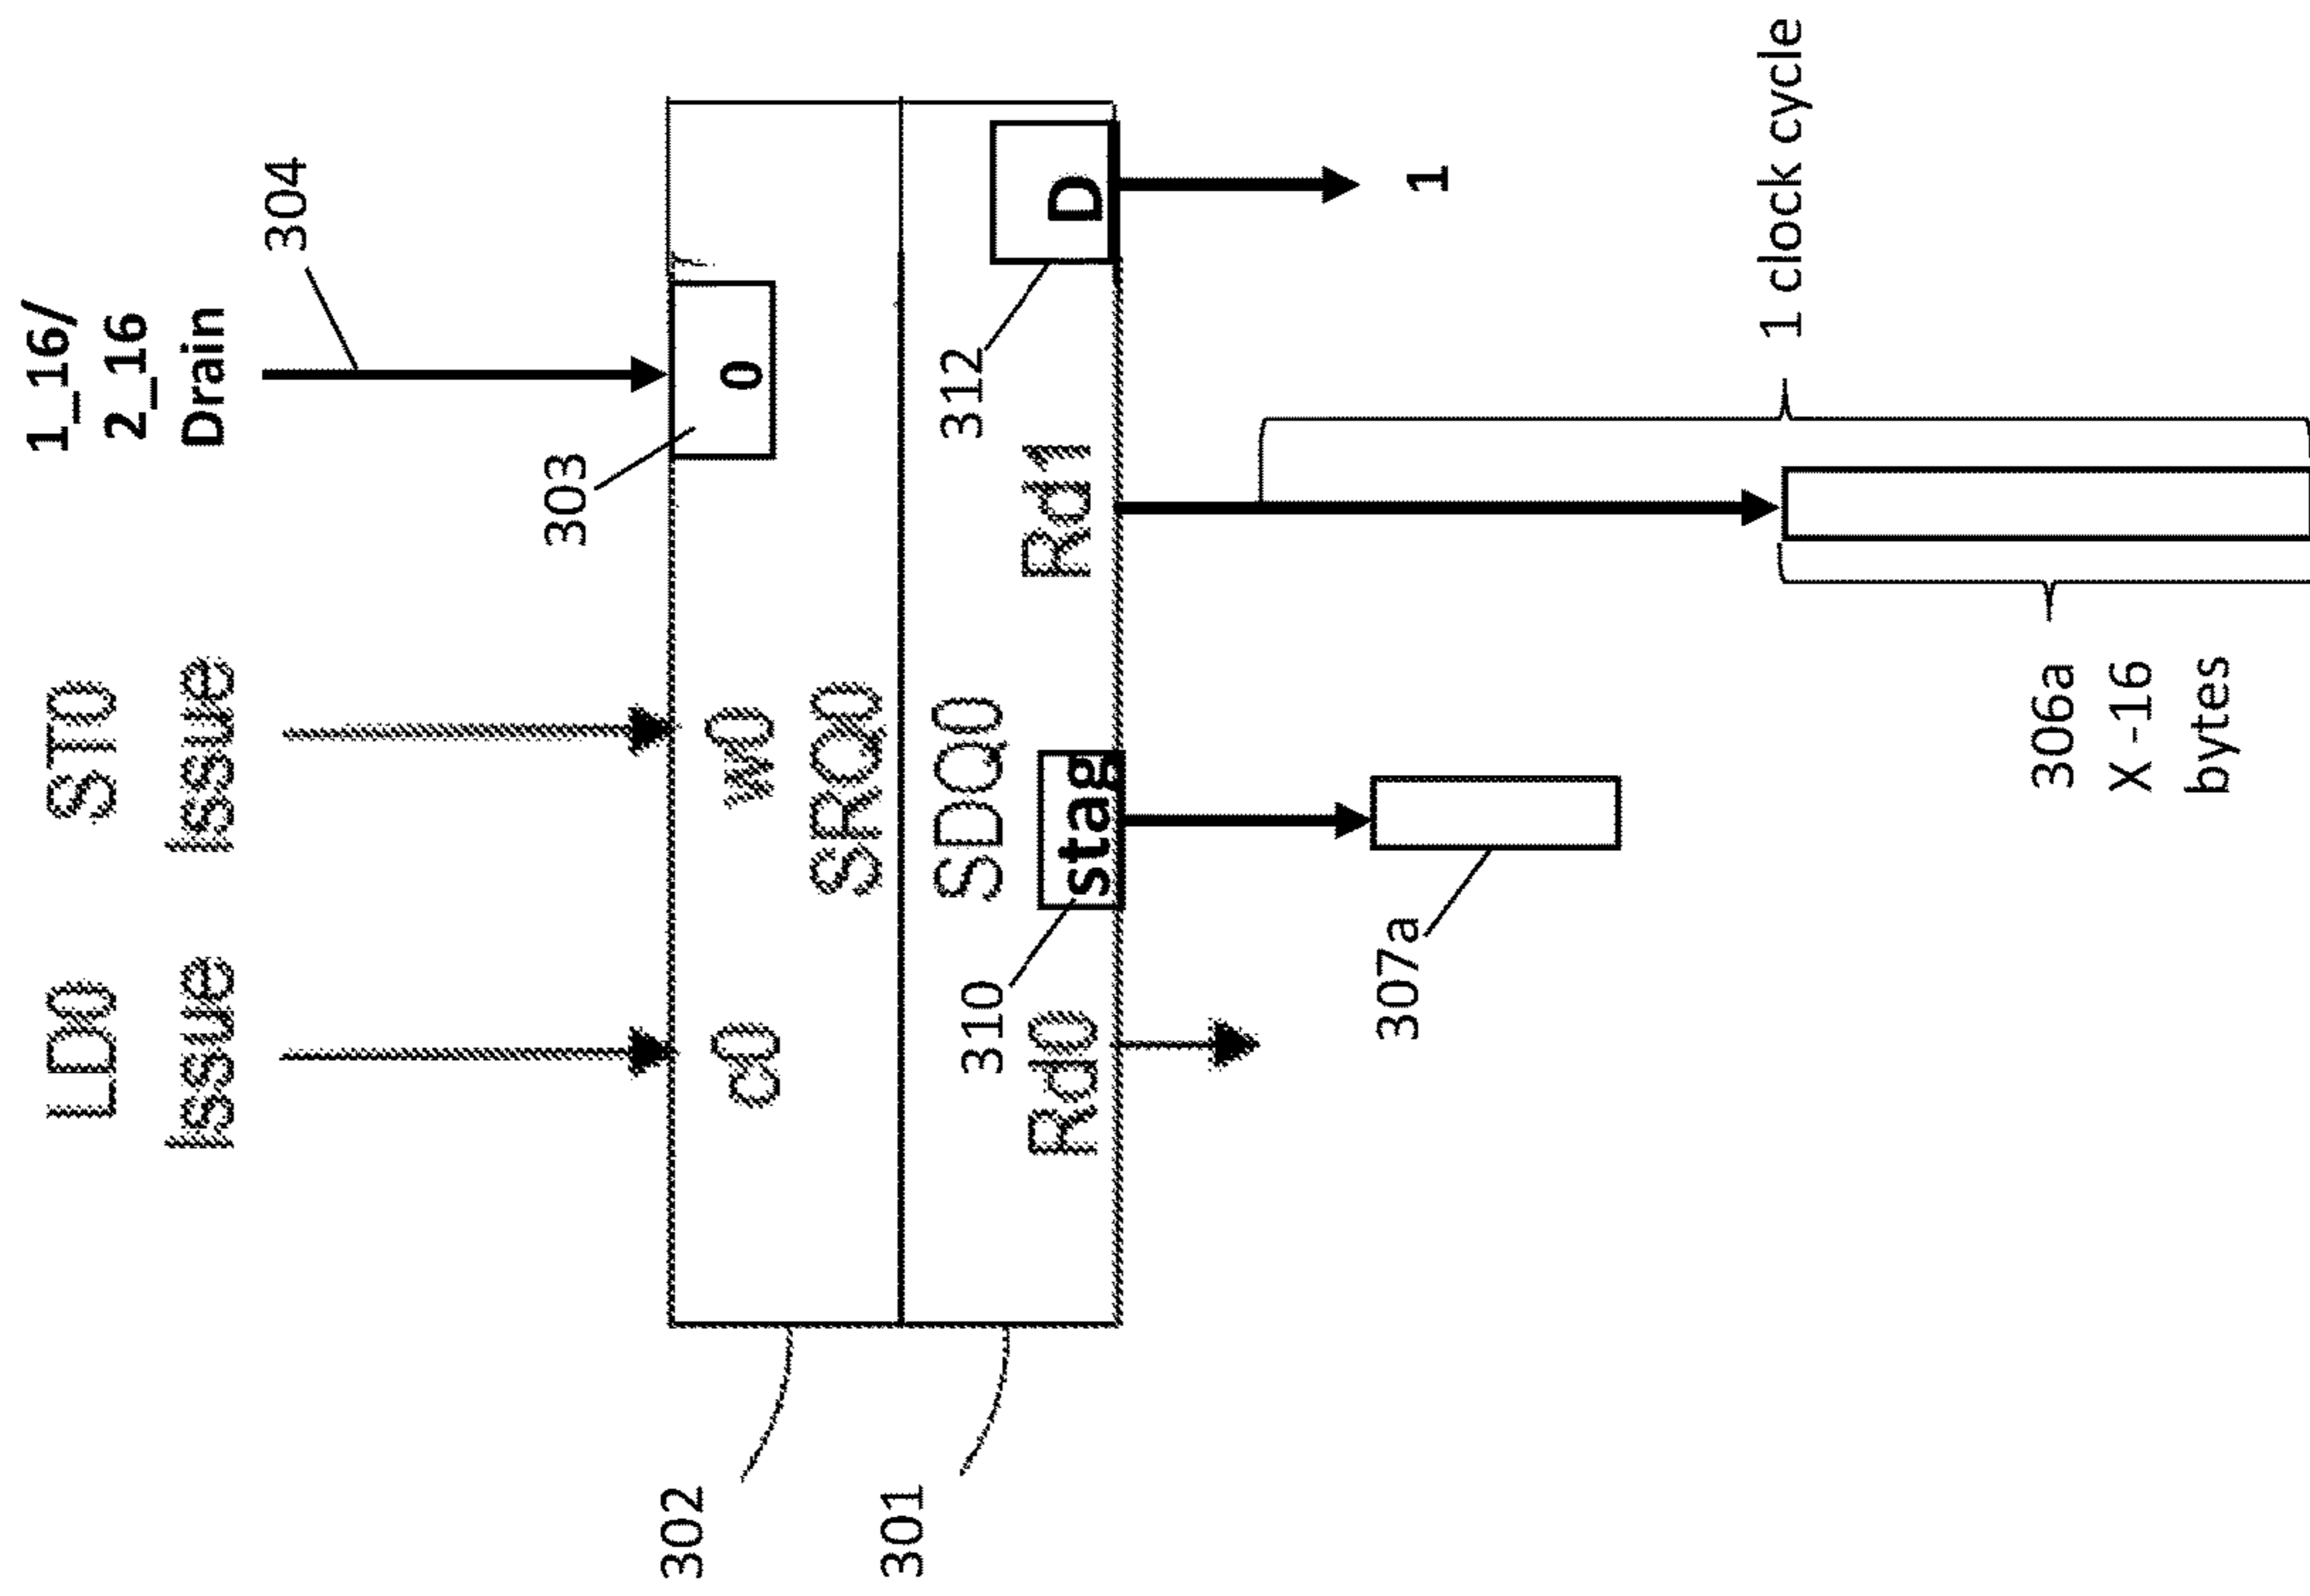 LD0
Issue
ST0
Issue
1_16/
2_16
Drain
304
303
302
c0
w0
0
SRQ0
301
SDQ0
310
312
Rd0
stag
Rd1
D
307a
1
1 clock cycle
306a
X -16
bytes